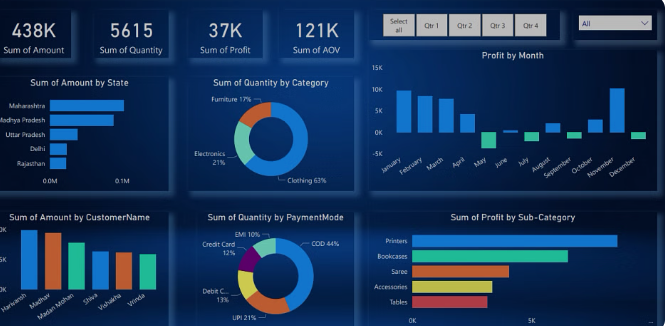 438K
Sum of Amount
5615
Sum of Quantity
37K
Sum of Profit
121K
Sum of AOV
Select all
Qtr 1
Qtr 2
Qtr 3
Qtr 4
All
Sum of Amount by State
Maharashtra
Madhya Pradesh
Uttar Pradesh
Delhi
Rajasthan
0.0M
0.1M
Sum of Quantity by Category
Furniture 17%
Electronics
21%
Clothing 63%
Profit by Month
15K
10K
5K
0K
-5K
January
February
March
April
May
June
July
August
September
October
November
December
Sum of Amount by CustomerName
0K
5K
0K
Harivansh
Madhav
Madan Mohan
Shiva
Vishakha
Vrinda
Sum of Quantity by PaymentMode
EMI 10%
Credit Card
12%
Debit C...
13%
UPI 21%
COD 44%
Sum of Profit by Sub-Category
Printers
Bookcases
Saree
Accessories
Tables
0K
5K